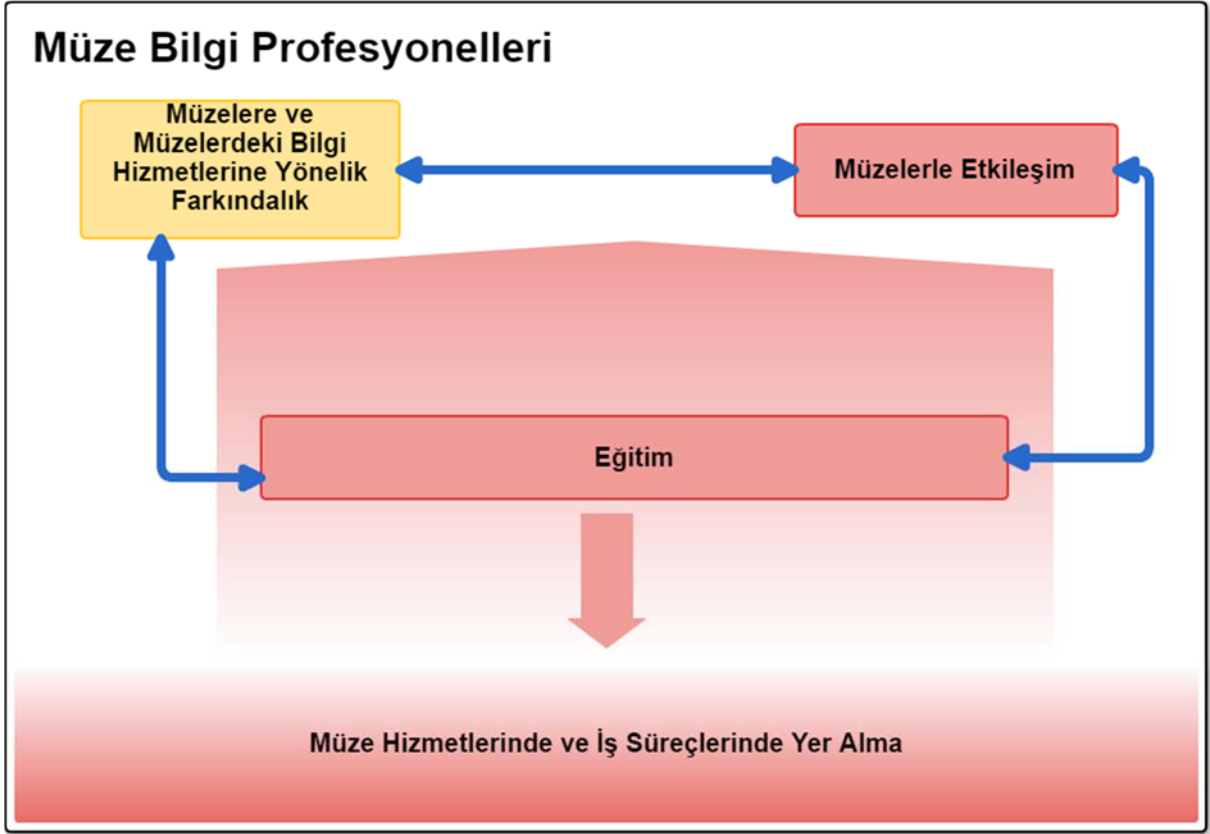 Müze Bilgi Profesyonelleri
Müzelere ve
Müzelerdeki Bilgi
Hizmetlerine Yönelik
Farkındalık
Müzelerle Etkileşim
Eğitim
Müze Hizmetlerinde ve İş Süreçlerinde Yer Alma